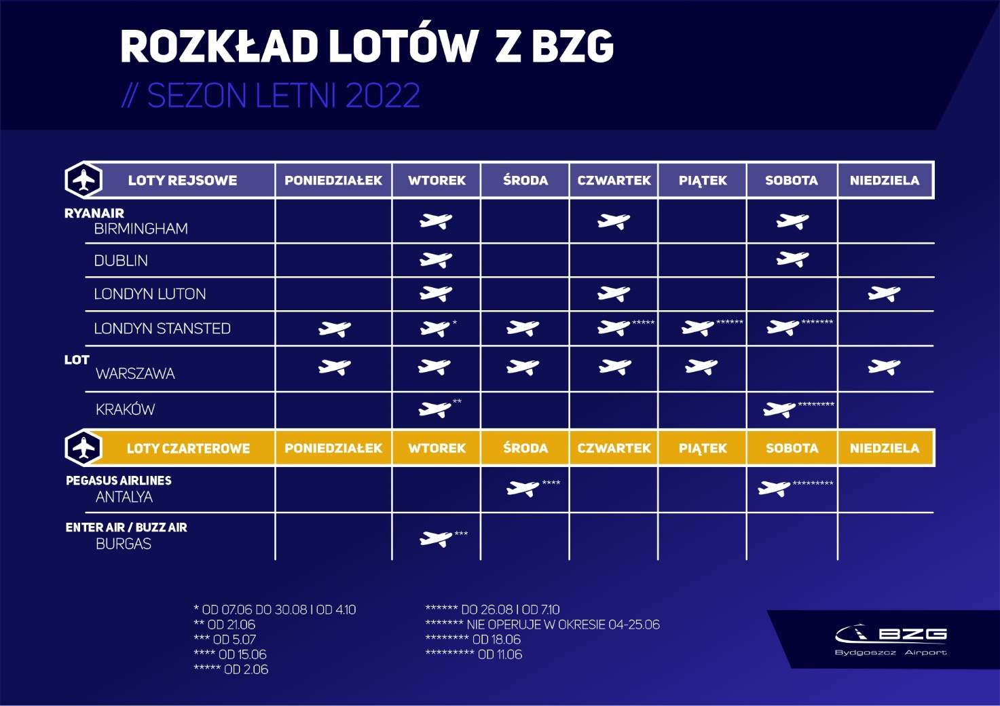 ROZKŁAD LOTÓW Z BZG
// SEZON LETNI 2022
LOTY REJSOWE PONIEDZIAŁEK WTOREK ŚRODA CZWARTEK PIĄTEK SOBOTA NIEDZIELA
RYANAIR
BIRMINGHAM
DUBLIN
LONDYN LUTON
LONDYN STANSTED * ***** ****** *******
LOT
WARSZAWA
KRAKÓW ** ********
LOTY CZARTEROWE PONIEDZIAŁEK WTOREK ŚRODA CZWARTEK PIĄTEK SOBOTA NIEDZIELA
PEGASUS AIRLINES
ANTALYA **** *********
ENTER AIR / BUZZ AIR
BURGAS ***
* OD 07.06 DO 30.08 I OD 4.10
** OD 21.06
*** OD 5.07
**** OD 15.06
***** OD 2.06
****** DO 26.08 I OD 7.10
******* NIE OPERUJE W OKRESIE 04-25.06
******** OD 18.06
********* OD 11.06
BZG
Bydgoszcz Airport